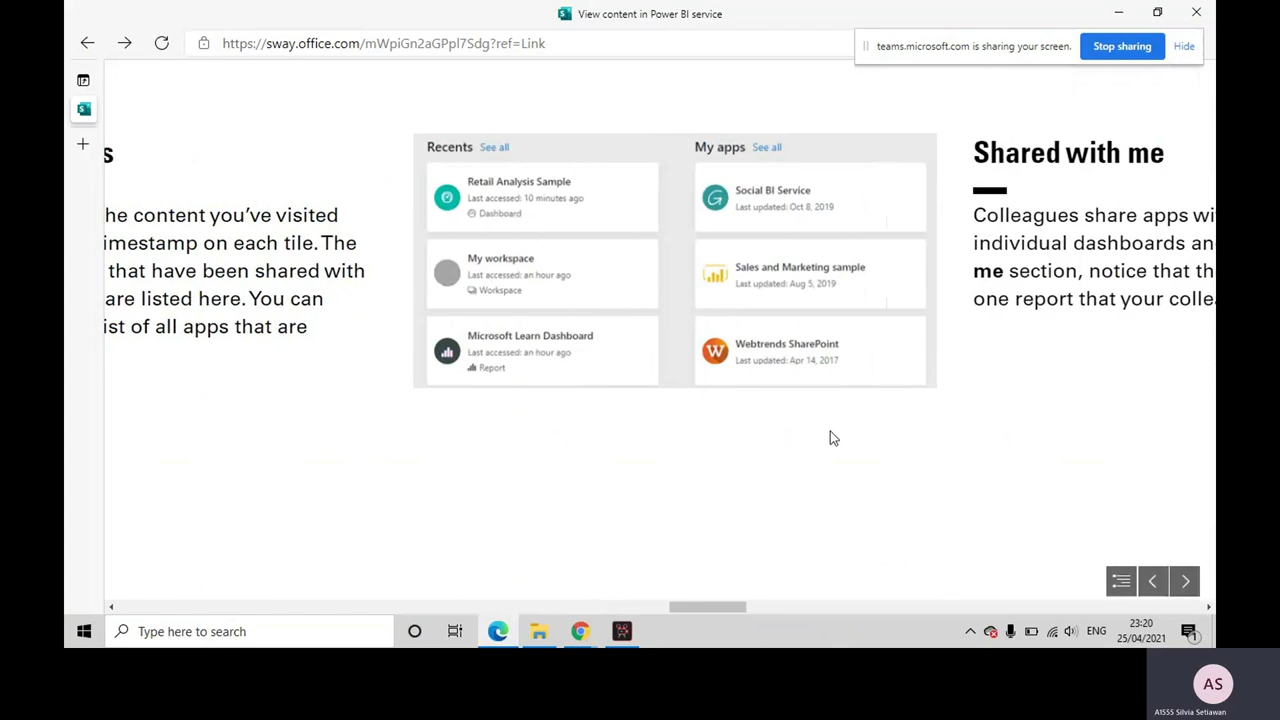 View content in Power BI service
https://sway.office.com/mWpiGn2aGPpl7Sdg?ref=Link
teams.microsoft.com is sharing your screen.
Stop sharing
Hide
s
he content you've visited
imestamp on each tile. The
that have been shared with
are listed here. You can
ist of all apps that are
Recents See all
Retail Analysis Sample
Last accessed: 10 minutes ago
Dashboard
My workspace
Last accessed: an hour ago
Workspace
Microsoft Learn Dashboard
Last accessed: an hour ago
Report
My apps See all
Social BI Service
Last updated: Oct 8, 2019
Sales and Marketing sample
Last updated: Aug 5, 2019
W
Webtrends SharePoint
Last updated: Apr 14, 2017
Shared with me
Colleagues share apps wi
individual dashboards an
me section, notice that th
one report that your colle
Type here to search
ENG
23:20
25/04/2021
1
AS
A1555 Silvia Setiawan